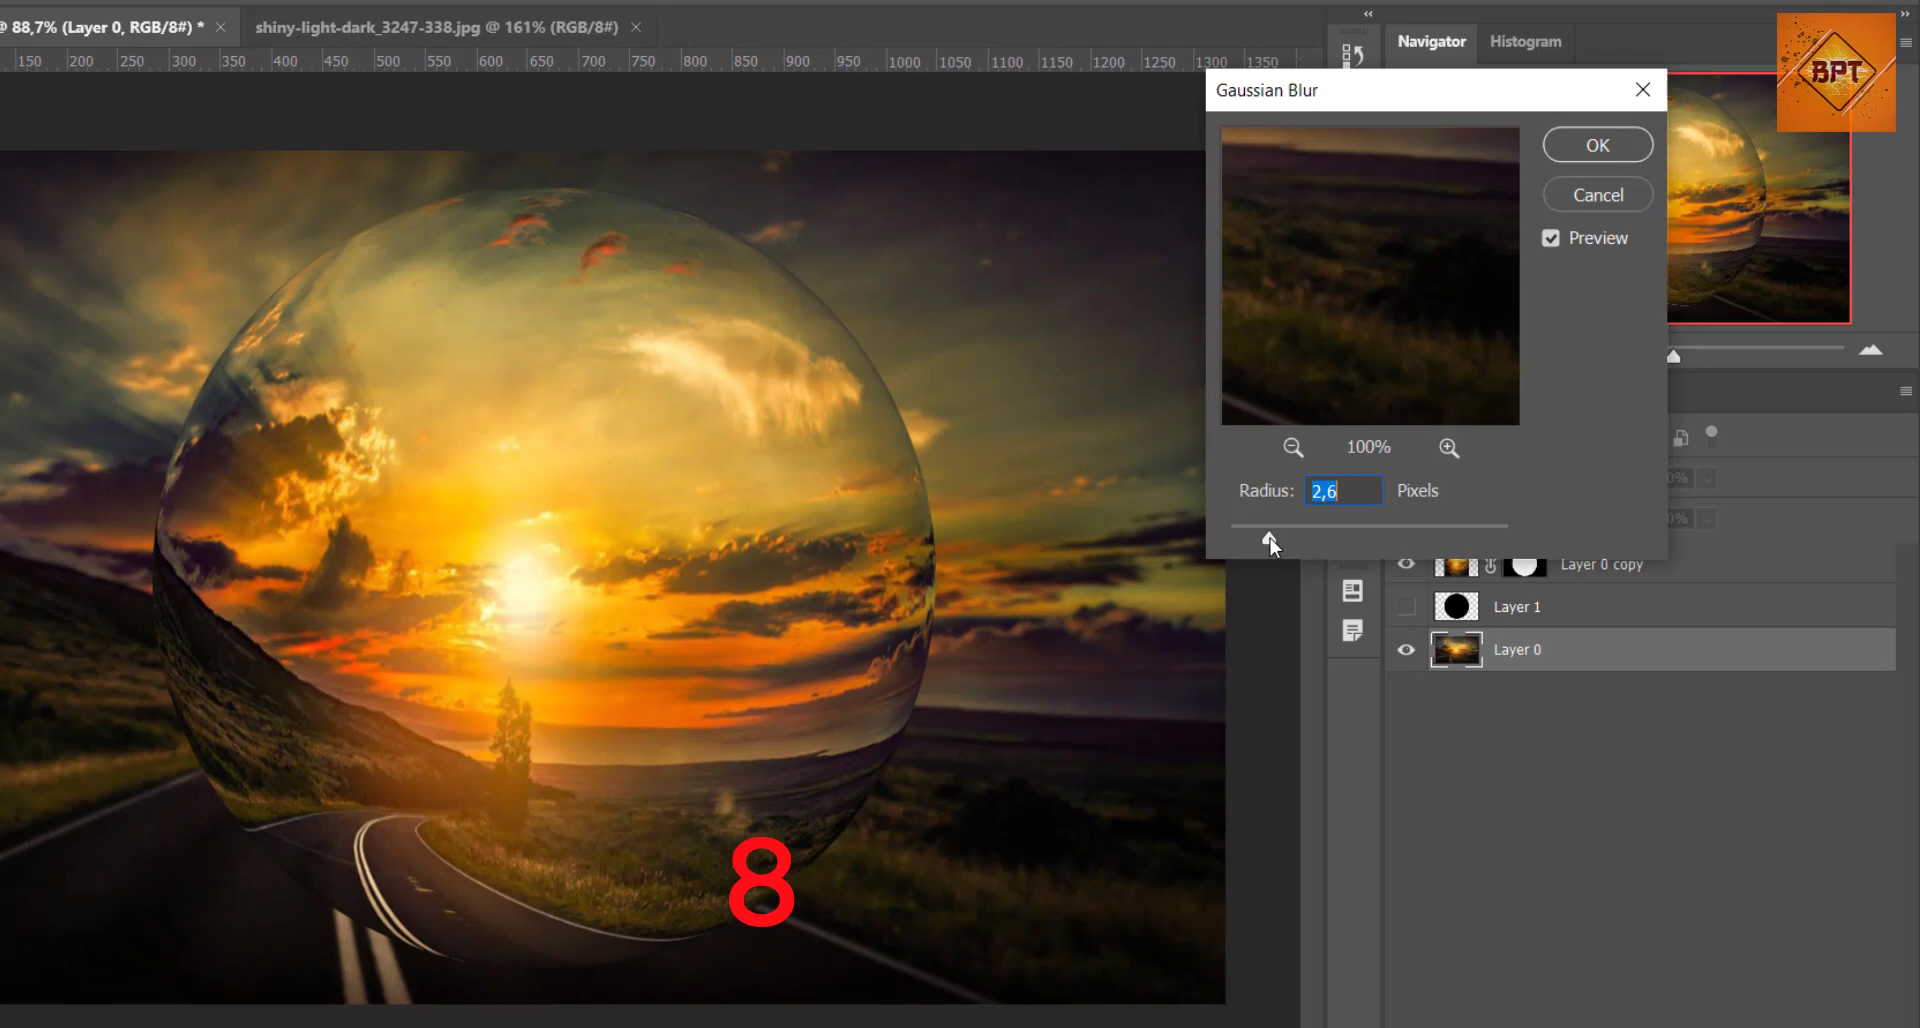 @ 88,7% (Layer 0, RGB/8#) *
shiny-light-dark_3247-338.jpg @ 161% (RGB/8#)
150 200 250 300 350 400 450 500 550 600 650 700 750 800 850 900 950 1000 1050 1100 1150 1200 1250 1300 1350
Navigator Histogram
BPT
Gaussian Blur
OK
Cancel
Preview
100%
Radius: 2,6 Pixels
0%
0%
Layer 0 copy
Layer 1
Layer 0
8